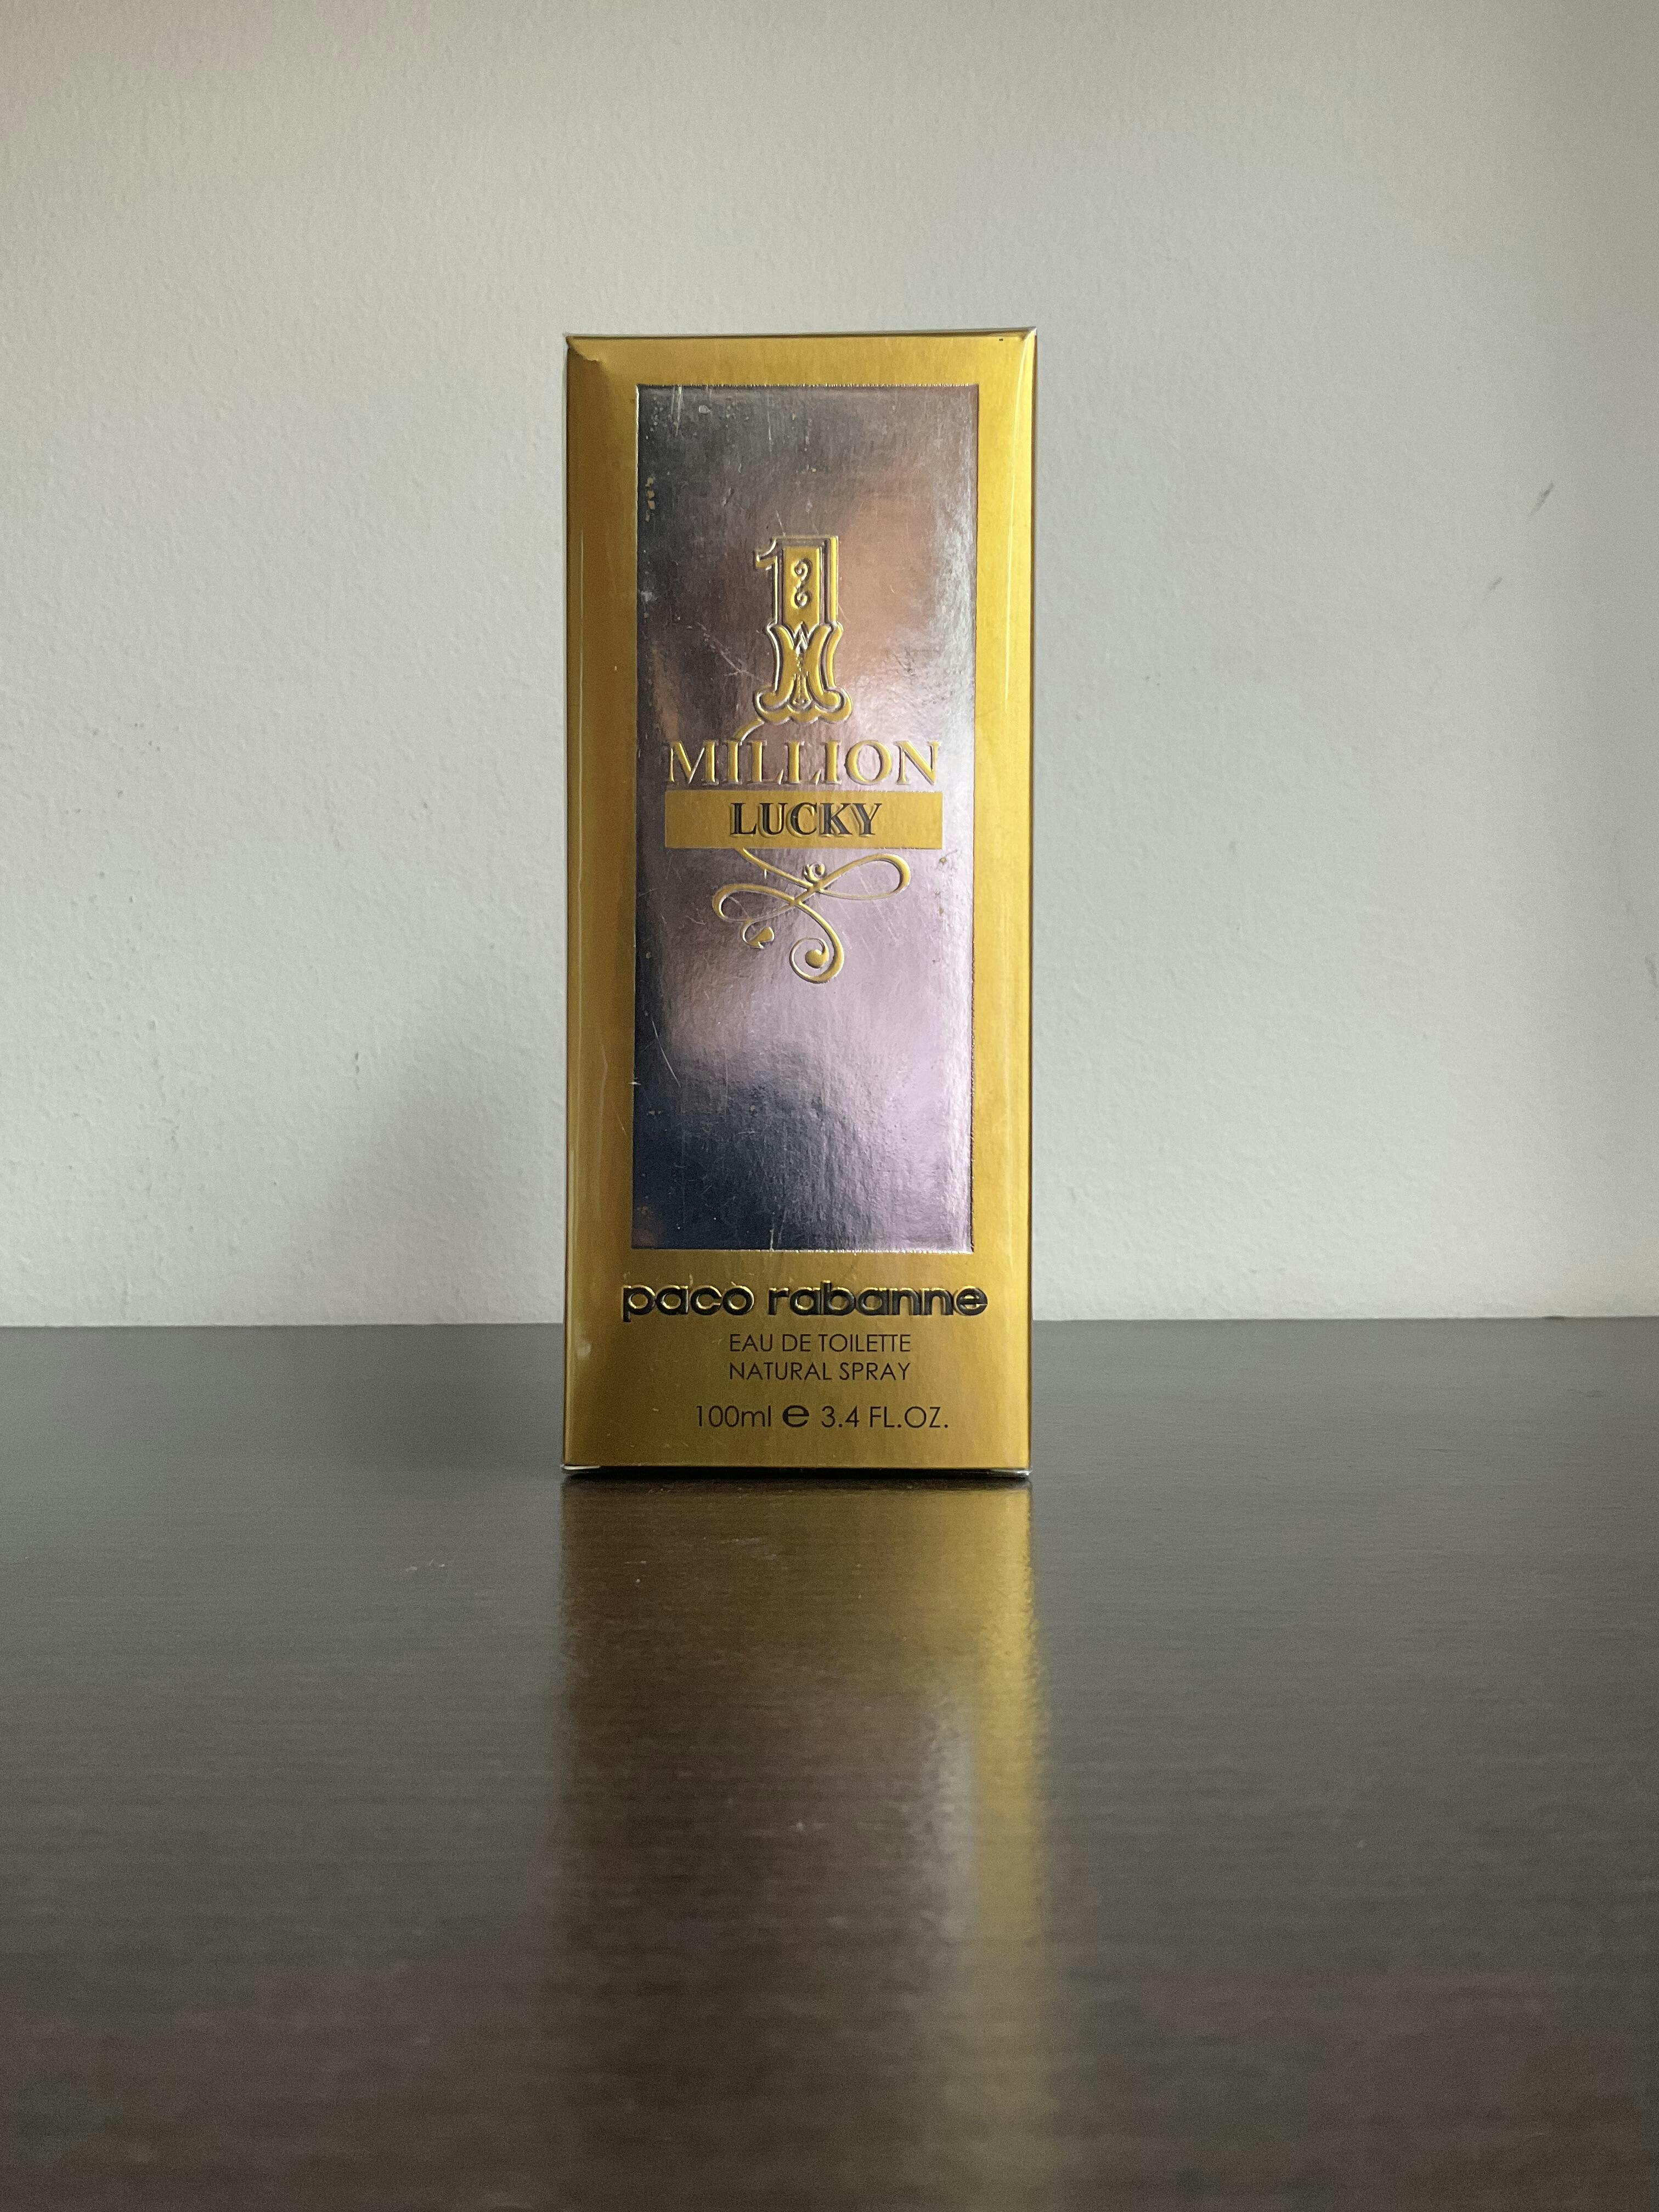 1
MILLION
LUCKY
paco rabanne
EAU DE TOILETTE
NATURAL SPRAY
100ml ℮ 3.4 FL.OZ.